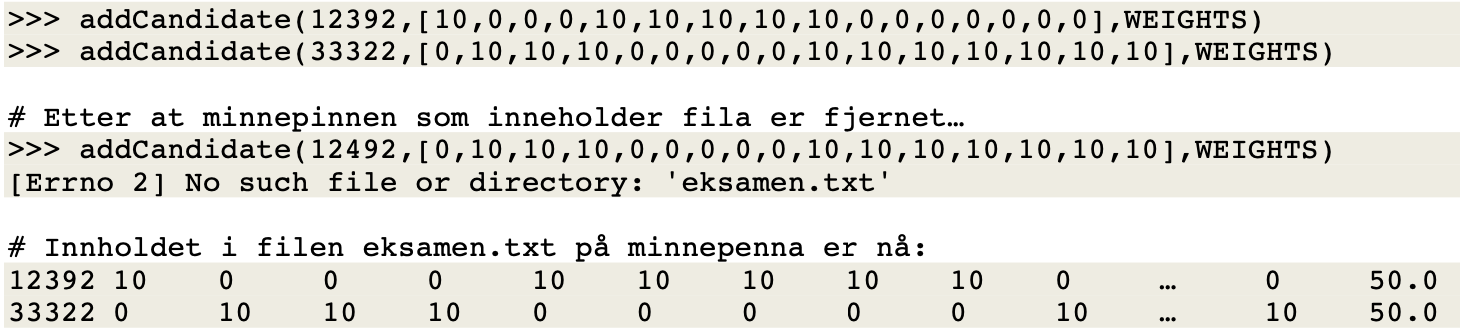 >>> addCandidate(12392,[10,0,0,0,10,10,10,10,10,0,0,0,0,0,0,0],WEIGHTS)
>>> addCandidate(33322,[0,10,10,10,0,0,0,0,0,10,10,10,10,10,10,10],WEIGHTS)
# Etter at minnepinnen som inneholder fila er fjernet…
>>> addCandidate(12492,[0,10,10,10,0,0,0,0,0,10,10,10,10,10,10,10],WEIGHTS)
[Errno 2] No such file or directory: 'eksamen.txt'
# Innholdet i filen eksamen.txt på minnepenna er nå:
12392 10 0 0 0 10 10 10 10 10 0 … 0 50.0
33322 0 10 10 10 0 0 0 0 0 10 … 10 50.0